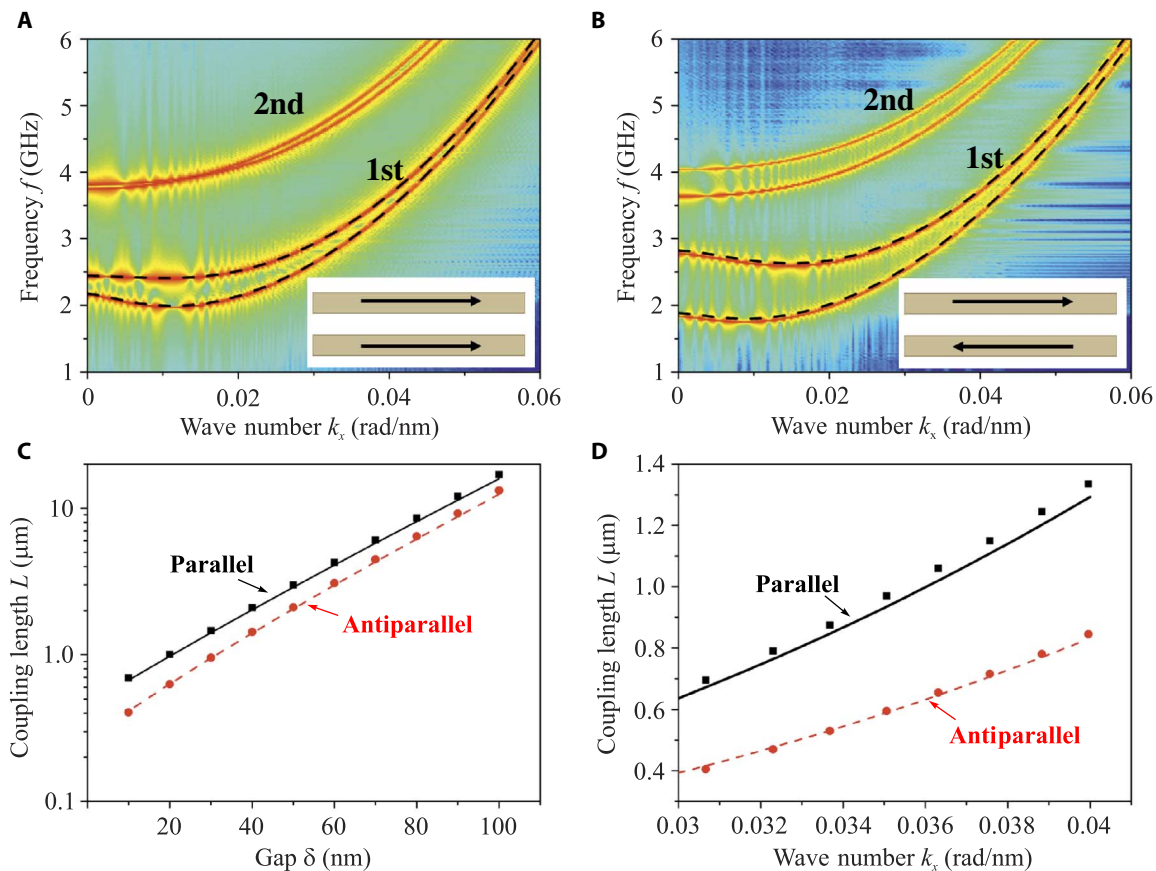 A
Frequency f (GHz)
6
5
4
3
2
1
2nd
1st
0
0.02
0.04
0.06
Wave number kₓ (rad/nm)
B
Frequency f (GHz)
6
5
4
3
2
1
2nd
1st
0
0.02
0.04
0.06
Wave number kₓ (rad/nm)
C
Coupling length L (μm)
10
1.0
0.1
Parallel
Antiparallel
20
40
60
80
100
Gap δ (nm)
D
Coupling length L (μm)
1.4
1.2
1.0
0.8
0.6
0.4
Parallel
Antiparallel
0.03
0.032
0.034
0.036
0.038
0.04
Wave number kₓ (rad/nm)